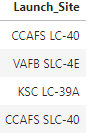 Launch_Site
CCAFS LC-40
VAFB SLC-4E
KSC LC-39A
CCAFS SLC-40